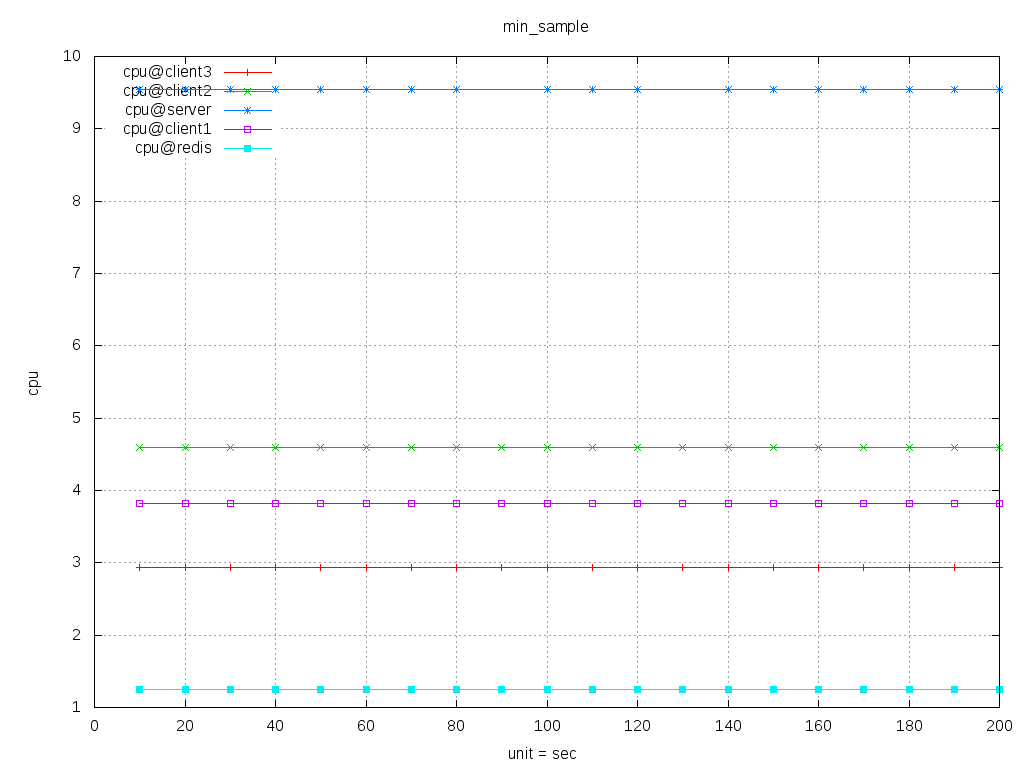 min_sample
10
9
8
7
6
5
4
3
2
1
cpu
cpu@client3
cpu@client2
cpu@server
cpu@client1
cpu@redis
0 20 40 60 80 100 120 140 160 180 200
unit = sec